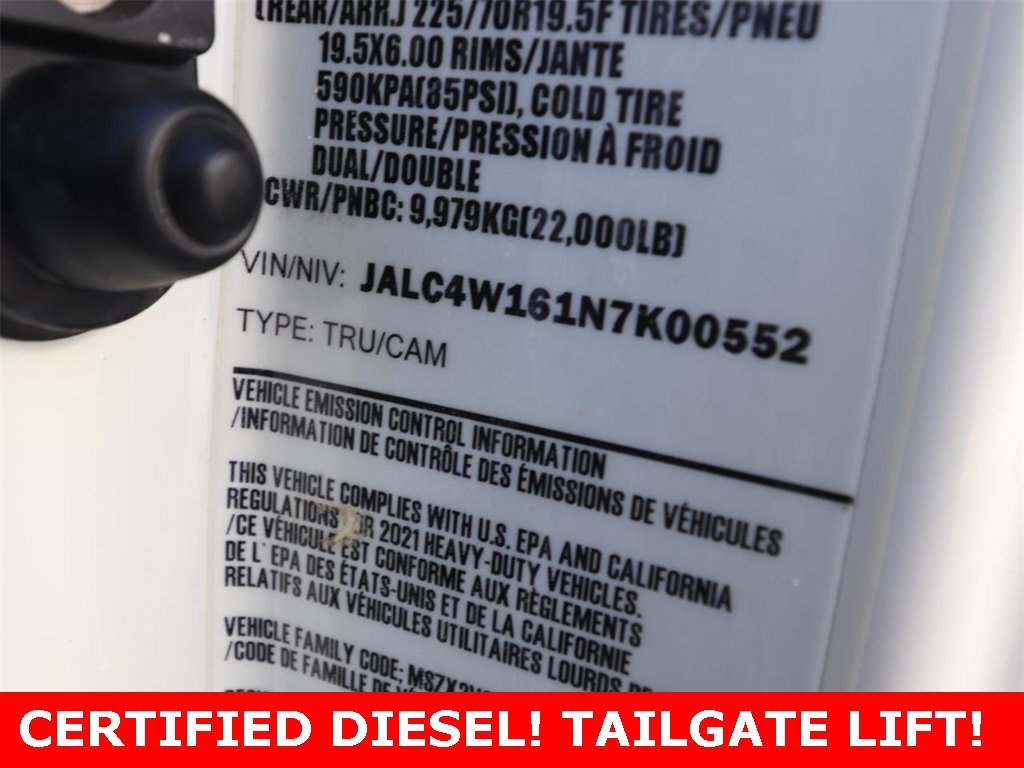 (REAR/ARR.) 225/70R19.5F TIRES/PNEU
19.5X6.00 RIMS/JANTE
590KPA(85PSI), COLD TIRE
PRESSURE/PRESSION À FROID
DUAL/DOUBLE
CWR/PNBC: 9,979KG(22,000LB)
VIN/NIV: JALC4W161N7K00552
TYPE: TRU/CAM
VEHICLE EMISSION CONTROL INFORMATION
/INFORMATION DE CONTRÔLE DES ÉMISSIONS DE VÉHICULES
THIS VEHICLE COMPLIES WITH U.S. EPA AND CALIFORNIA
REGULATIONS FOR 2021 HEAVY-DUTY VEHICLES.
/CE VÉHICULE EST CONFORME AUX RÈGLEMENTS
DE L'EPA DES ÉTATS-UNIS ET DE LA CALIFORNIE
RELATIFS AUX VÉHICULES UTILITAIRES LOURDS
VEHICLE FAMILY CODE:
/CODE DE FAMILLE DE
CERTIFIED DIESEL! TAILGATE LIFT!